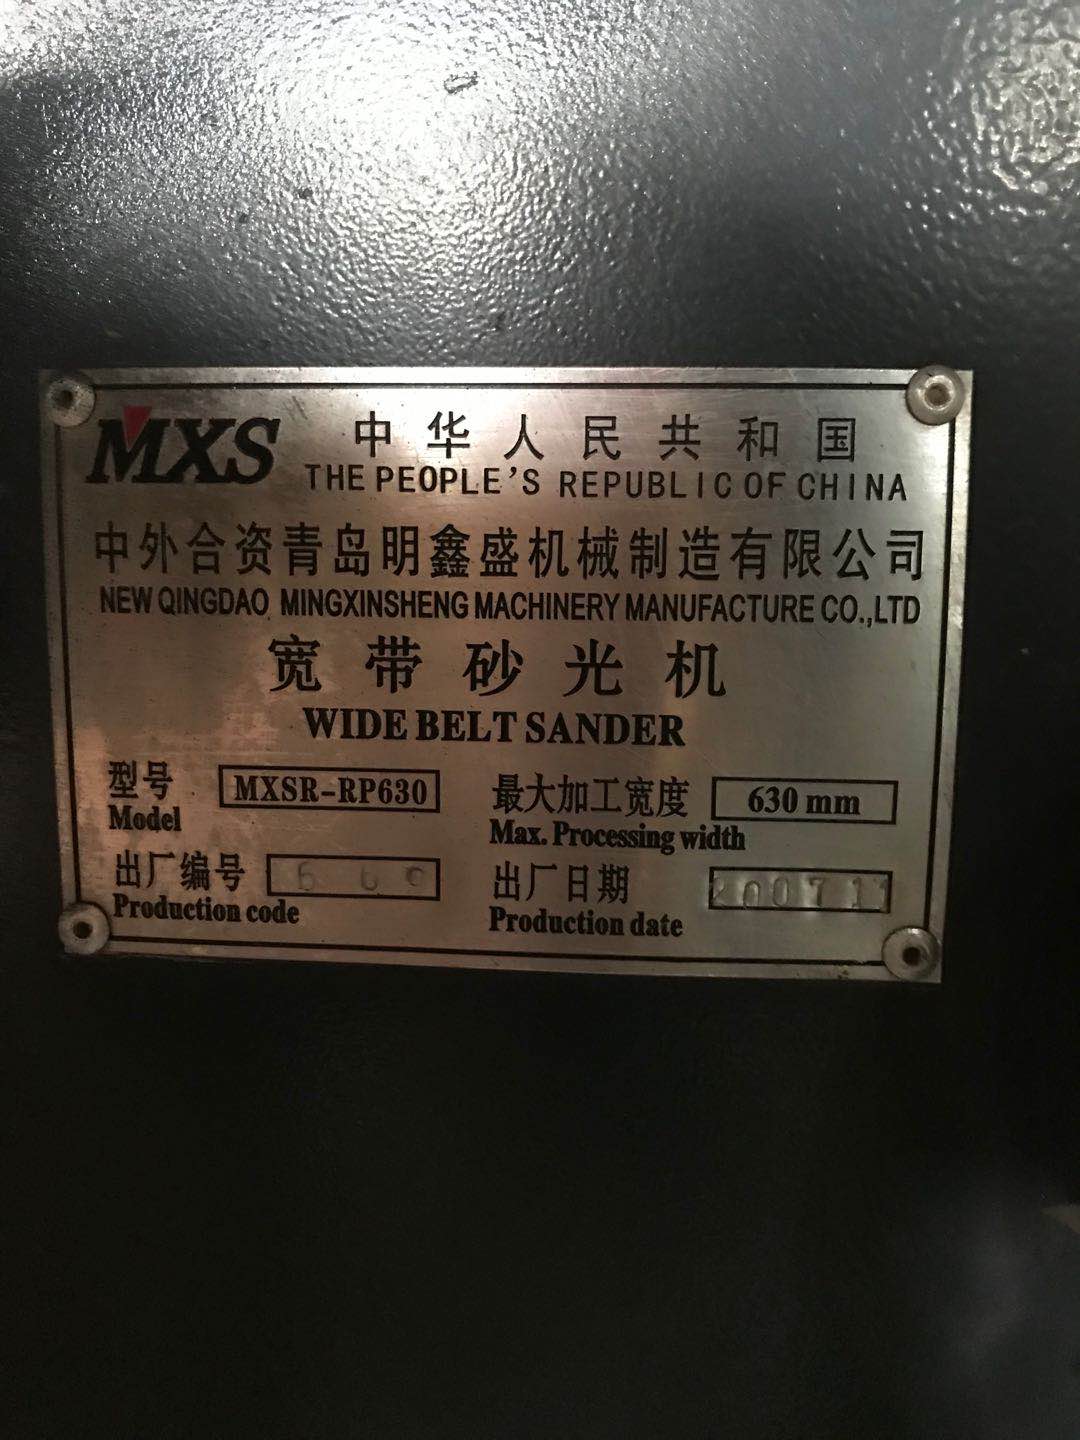 MXS 中华人民共和国
THE PEOPLE'S REPUBLIC OF CHINA
中外合资青岛明鑫盛机械制造有限公司
NEW QINGDAO MINGXINSHENG MACHINERY MANUFACTURE CO.,LTD
宽带砂光机
WIDE BELT SANDER
型号 MXSR-RP630 最大加工宽度 630 mm
Model Max. Processing width
出厂编号 出厂日期 2007 11
Production code Production date